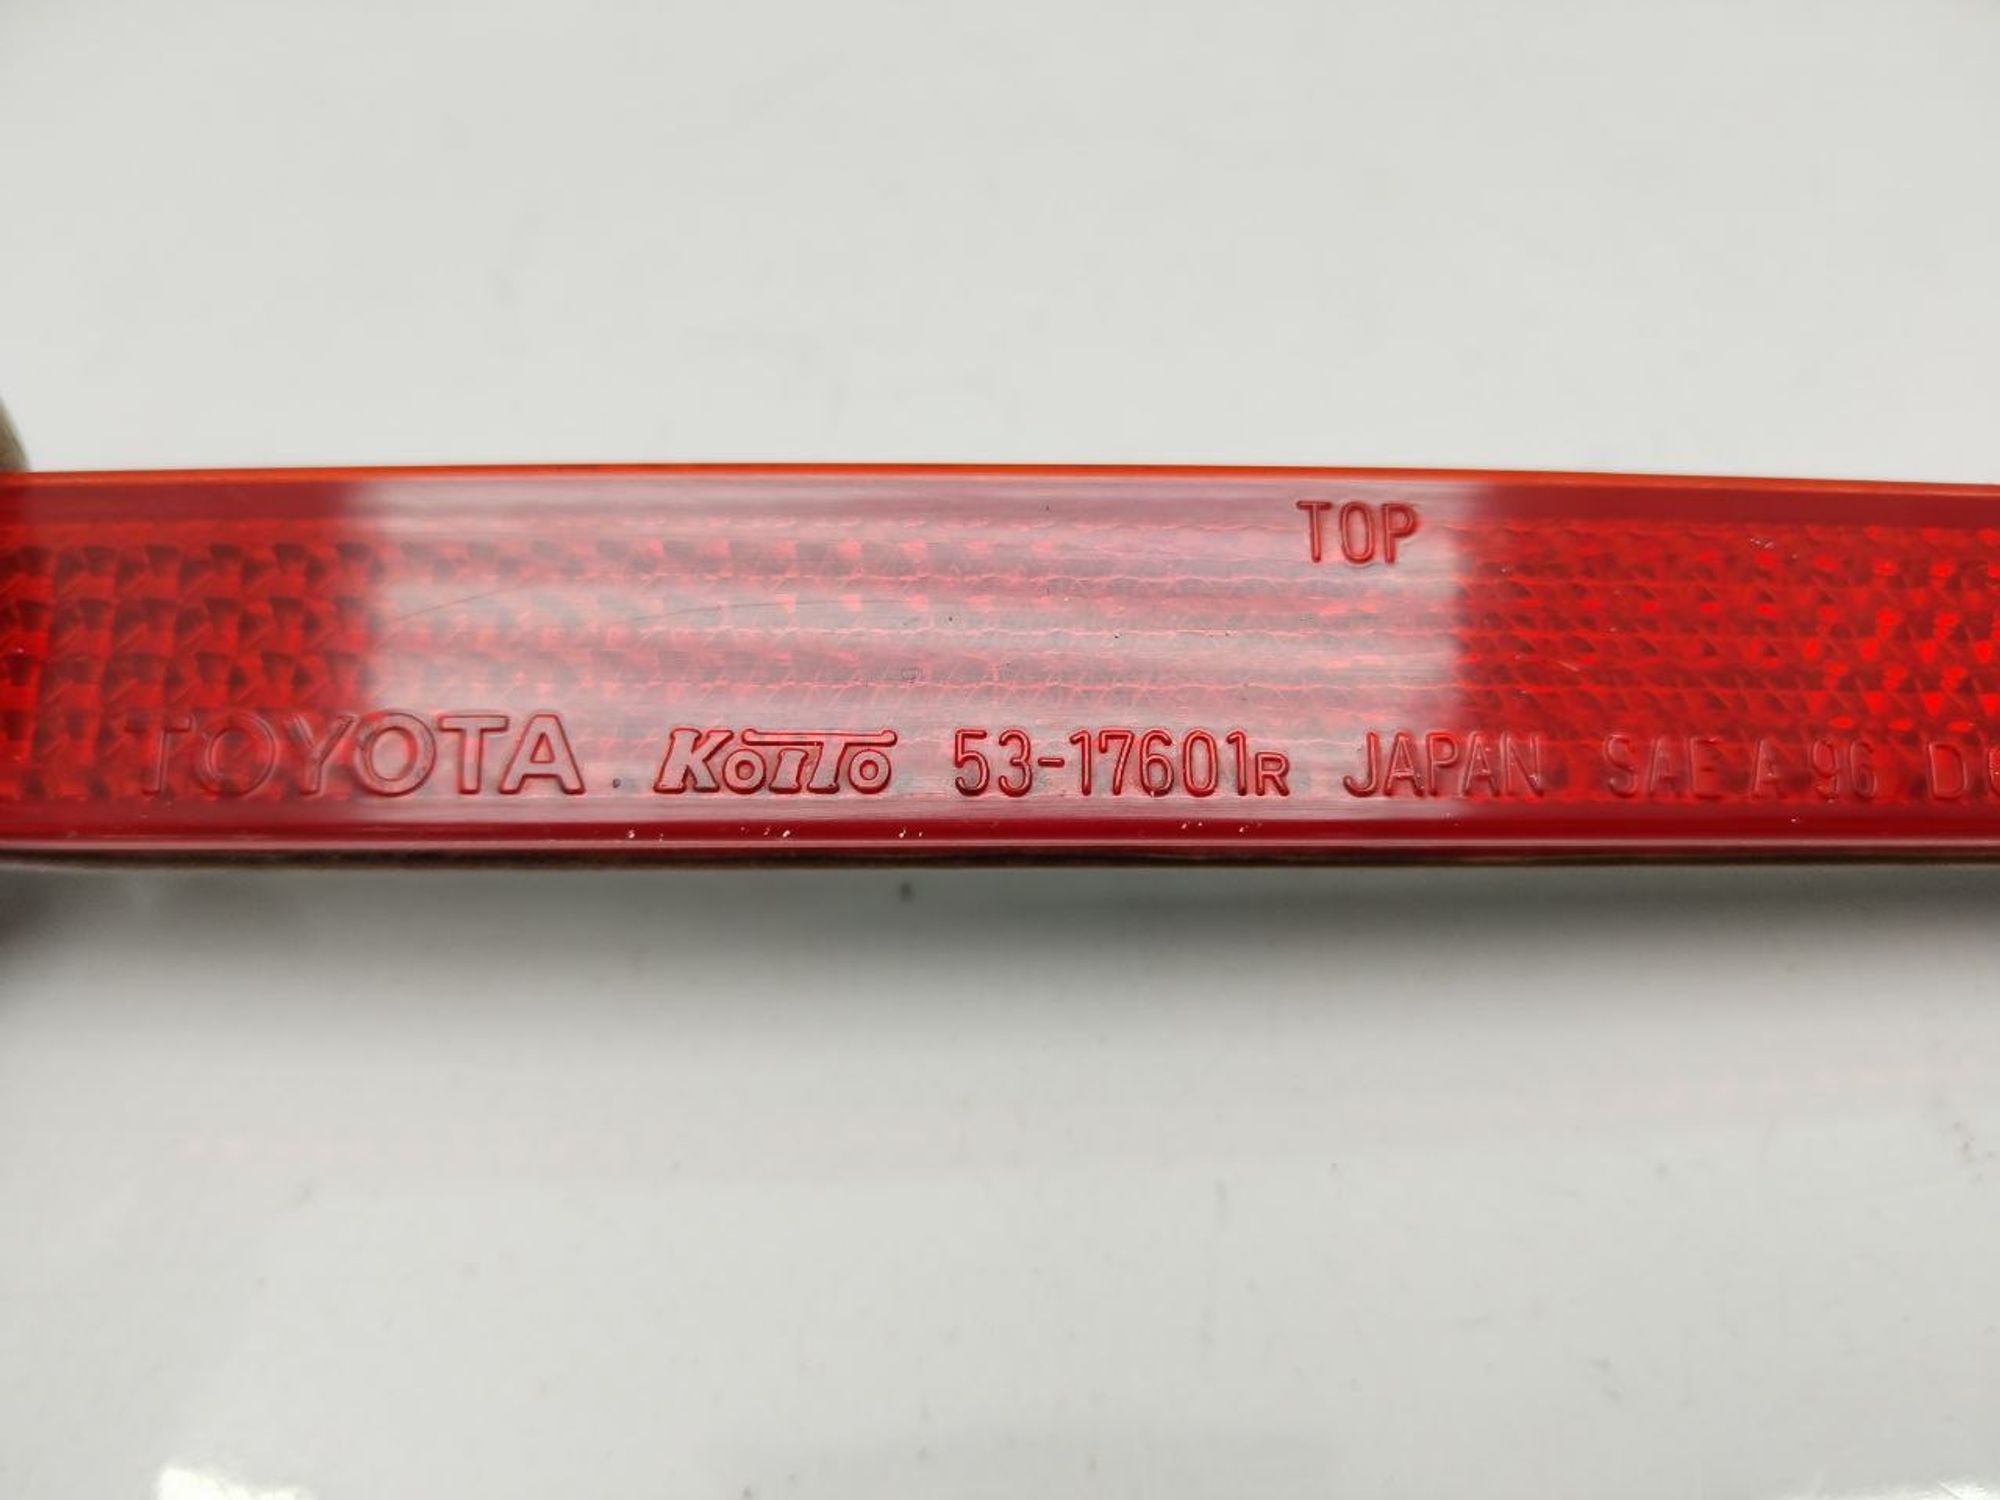 TOP
TOYOTA KOITO 53-17601R JAPAN SAE A 96 D